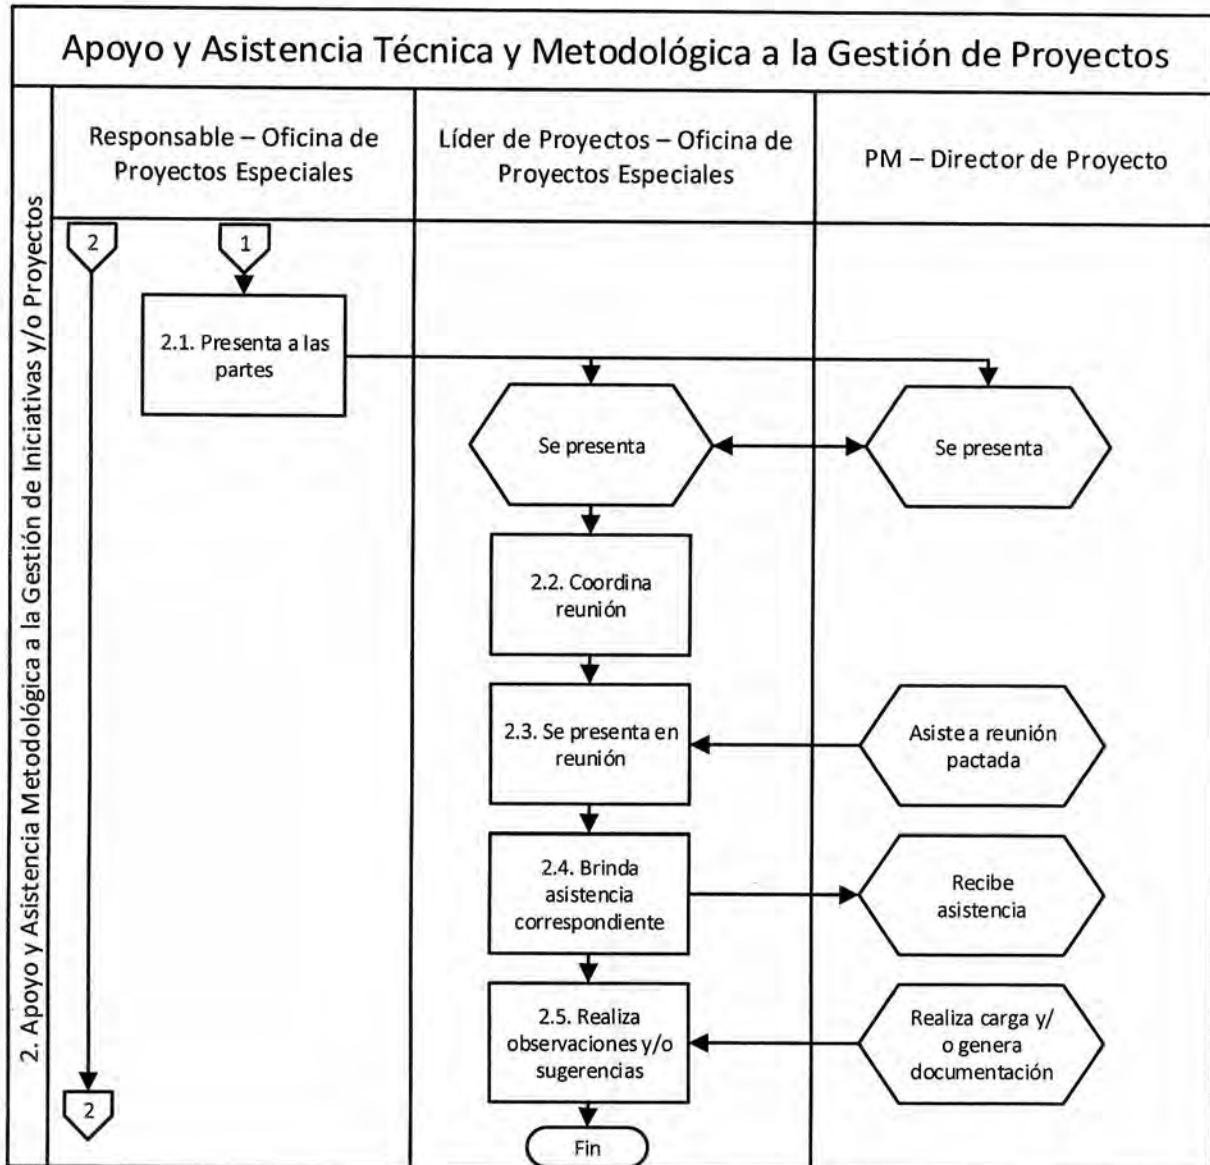 Apoyo y Asistencia Técnica y Metodológica a la Gestión de Proyectos
2. Apoyo y Asistencia Metodológica a la Gestión de Iniciativas y/o Proyectos
Responsable – Oficina de
Proyectos Especiales
Líder de Proyectos – Oficina de
Proyectos Especiales
PM – Director de Proyecto
2
1
2.1. Presenta a las
partes
Se presenta
Se presenta
2.2. Coordina
reunión
2.3. Se presenta en
reunión
Asiste a reunión
pactada
2.4. Brinda
asistencia
correspondiente
Recibe
asistencia
2.5. Realiza
observaciones y/o
sugerencias
Realiza carga y/
o genera
documentación
2
Fin